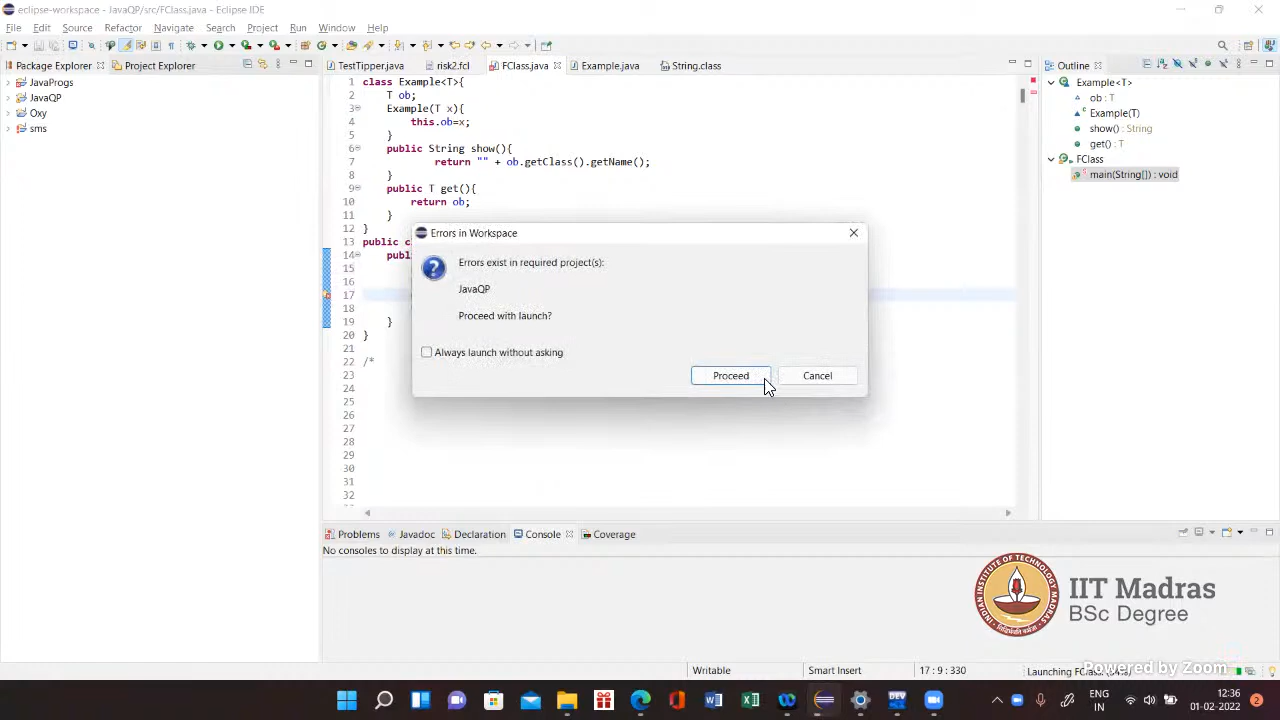 eclipse-workspace - JavaQP/src/FClass.java - Eclipse IDE
File Edit Source Refactor Navigate Search Project Run Window Help
Package Explorer Project Explorer
TestTipper.java risk2.fcl FClass.java Example.java String.class
Outline
JavaProgs
JavaQP
Oxy
sms
1 class Example<T>{
2 T ob;
3 Example(T x){
4 this.ob=x;
5 }
6 public String show(){
7 return "" + ob.getClass().getName();
8 }
9 public T get(){
10 return ob;
11 }
12 }
13 public c
14 publ
15
16
17
18
19 }
20 }
21
22 /*
23
24
25
26
27
28
29
30
31
32
Errors in Workspace
Errors exist in required project(s):
JavaQP
Proceed with launch?
Always launch without asking
Proceed Cancel
Example<T>
ob : T
Example(T)
show() : String
get() : T
FClass
main(String[]) : void
Problems Javadoc Declaration Console Coverage
No consoles to display at this time.
INDIAN INSTITUTE OF TECHNOLOGY MADRAS
IIT Madras
BSc Degree
Writable Smart Insert 17 : 9 : 330 Launching FClass:
Powered by Zoom
ENG
IN
12:36
01-02-2022
2